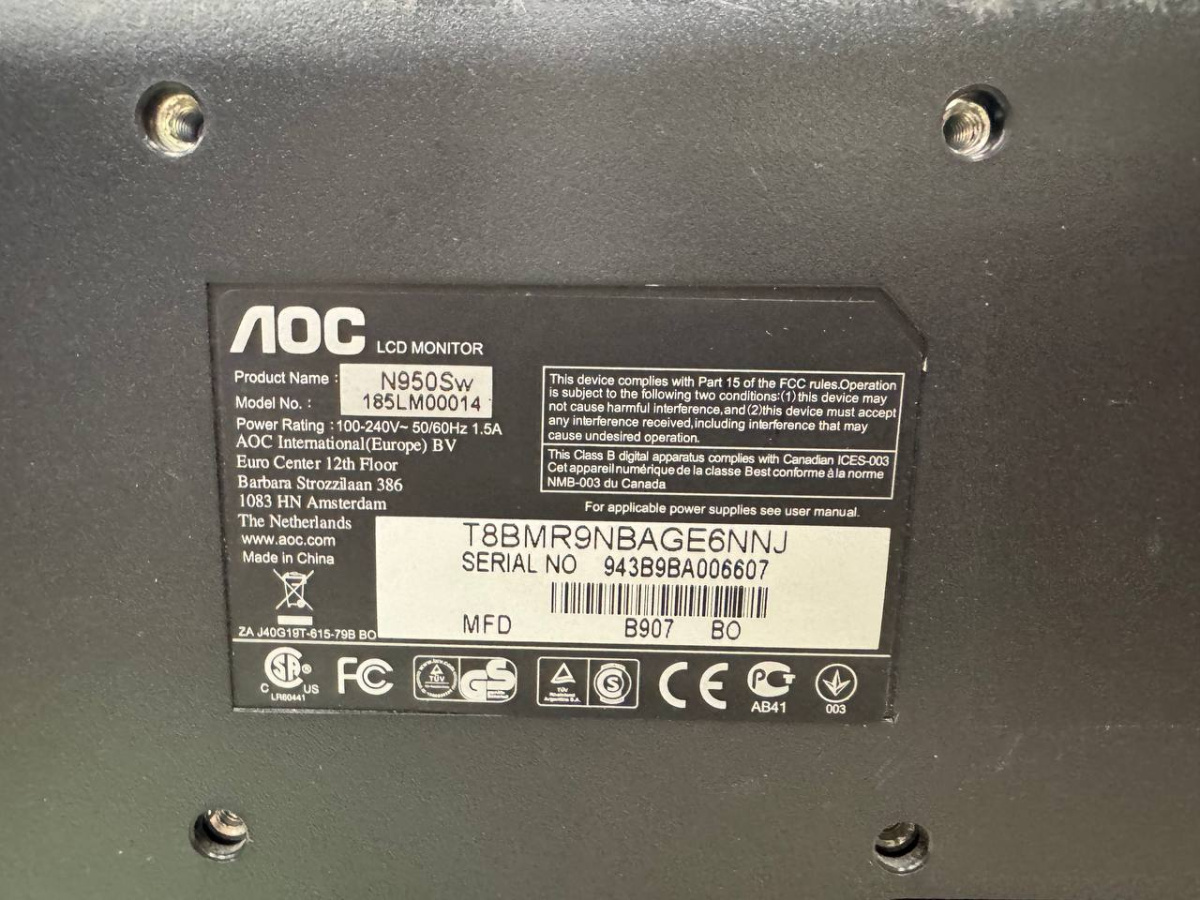 AOC LCD MONITOR
Product Name : N950Sw
Model No. : 185LM00014
Power Rating : 100-240V~ 50/60Hz 1.5A
AOC International(Europe) BV
Euro Center 12th Floor
Barbara Strozzilaan 386
1083 HN Amsterdam
The Netherlands
www.aoc.com
Made in China
ZA J40G19T-615-79B BO
This device complies with Part 15 of the FCC rules.Operation
is subject to the following two conditions:(1)this device may
not cause harmful interference,and (2)this device must accept
any interference received,including interference that may
cause undesired operation.
This Class B digital apparatus complies with Canadian ICES-003
Cet appareil numérique de la classe Best conforme à la norme
NMB-003 du Canada
For applicable power supplies see user manual.
T8BMR9NBAGE6NNJ
SERIAL NO 943B9BA006607
MFD B907 BO
C US
LR60441
FC
TÜV
GS
TÜV
Rheinland
Argentina S.A.
S
CE
AB41
003